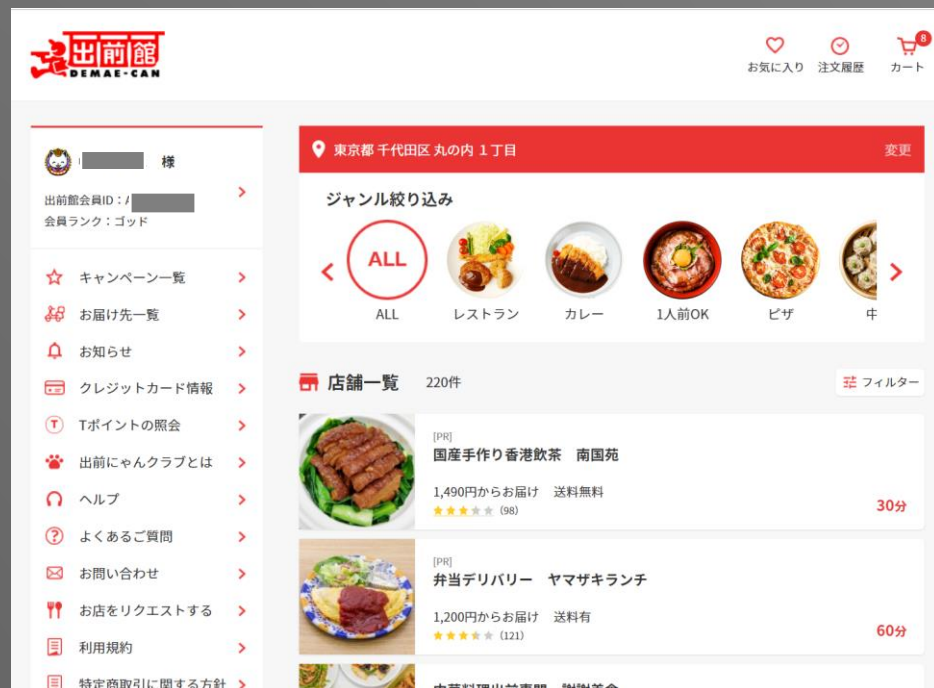 出前館
DEMAE-CAN
お気に入り
注文履歴
8
カート
様
出前館会員ID：
会員ランク：ゴッド
キャンペーン一覧
お届け先一覧
お知らせ
クレジットカード情報
T
Tポイントの照会
出前にゃんクラブとは
ヘルプ
?
よくあるご質問
お問い合わせ
お店をリクエストする
利用規約
特定商取引に関する方針
東京都 千代田区 丸の内 １丁目
変更
ジャンル絞り込み
ALL
ALL
レストラン
カレー
1人前OK
ピザ
中
店舗一覧 220件
フィルター
[PR]
国産手作り香港飲茶 南国苑
1,490円からお届け 送料無料
(98)
30分
[PR]
弁当デリバリー ヤマザキランチ
1,200円からお届け 送料有
(121)
60分